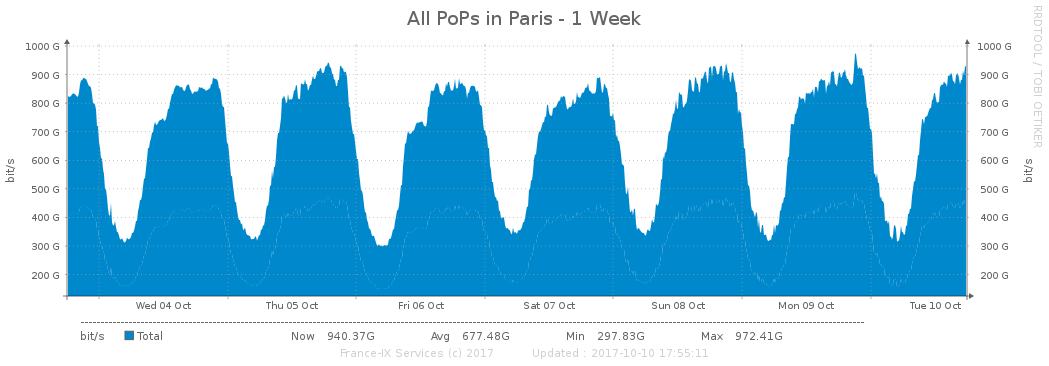 All PoPs in Paris - 1 Week
RRDTOOL / TOBI OETIKER
1000 G 1000 G
900 G 900 G
800 G 800 G
700 G 700 G
600 G 600 G
500 G 500 G
400 G 400 G
300 G 300 G
200 G 200 G
bit/s bit/s
Wed 04 Oct Thu 05 Oct Fri 06 Oct Sat 07 Oct Sun 08 Oct Mon 09 Oct Tue 10 Oct
bit/s Total Now 940.37G Avg 677.48G Min 297.83G Max 972.41G
France-IX Services (c) 2017 Updated : 2017-10-10 17:55:11